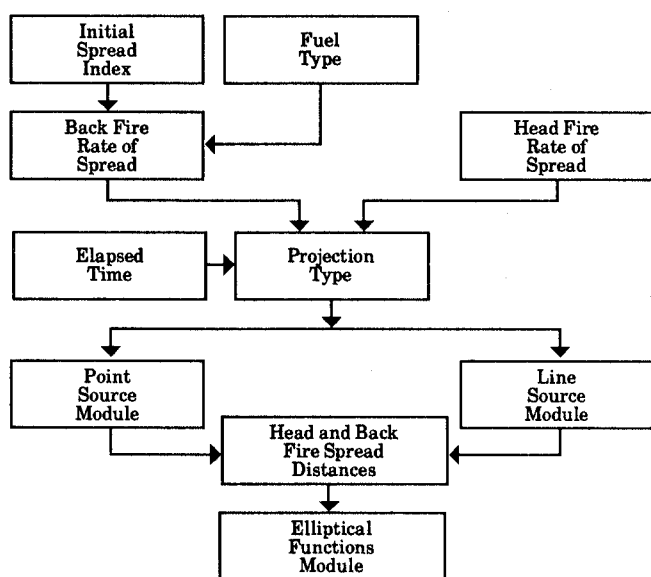 Initial
Spread
Index
Fuel
Type
Back Fire
Rate of
Spread
Head Fire
Rate of
Spread
Elapsed
Time
Projection
Type
Point
Source
Module
Line
Source
Module
Head and Back
Fire Spread
Distances
Elliptical
Functions
Module